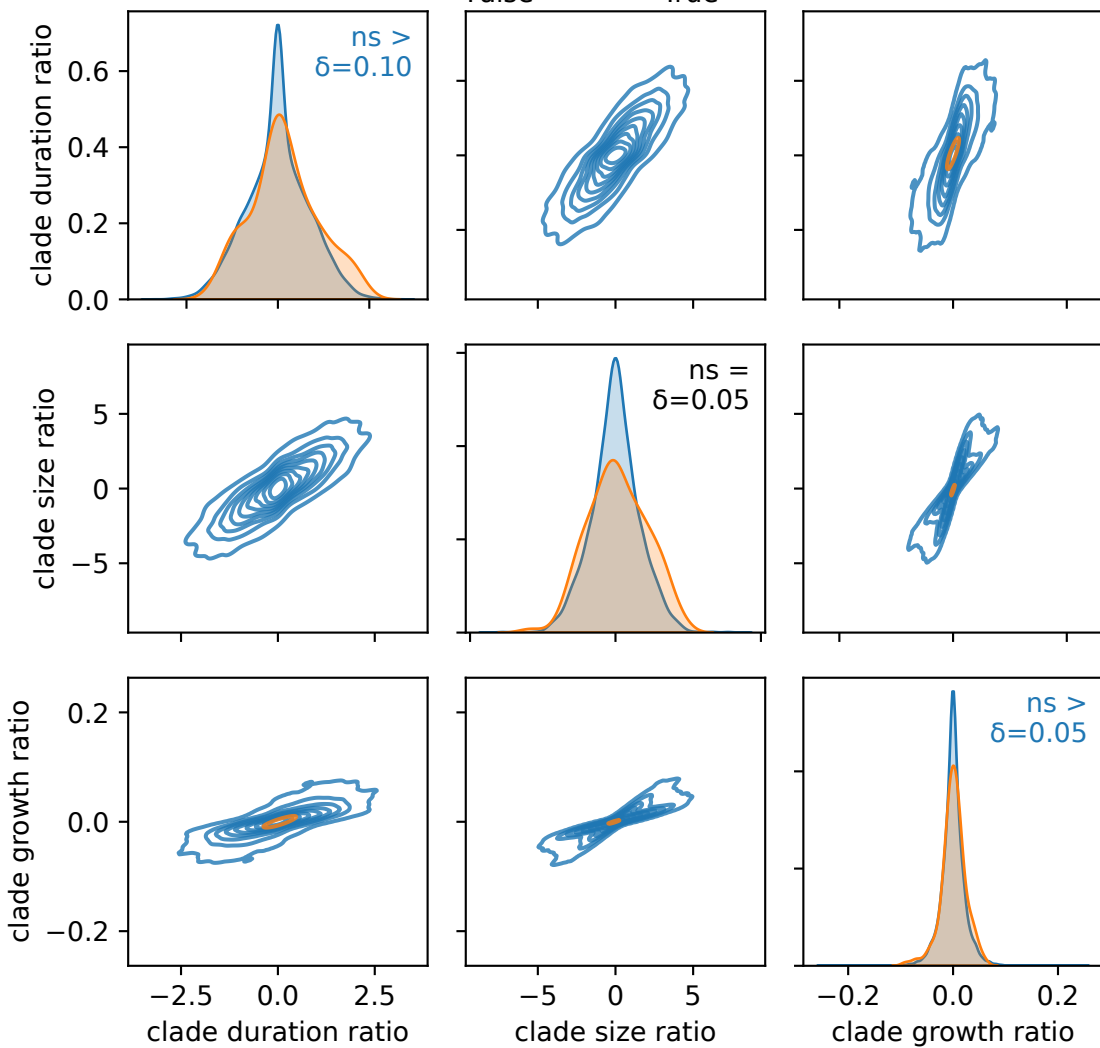 True
clade duration ratio
0.6
0.4
0.2
0.0
ns >
δ=0.10
clade size ratio
5
0
−5
ns =
δ=0.05
clade growth ratio
0.2
0.0
−0.2
ns >
δ=0.05
−2.5 0.0 2.5
−5 0 5
−0.2 0.0 0.2
clade duration ratio
clade size ratio
clade growth ratio